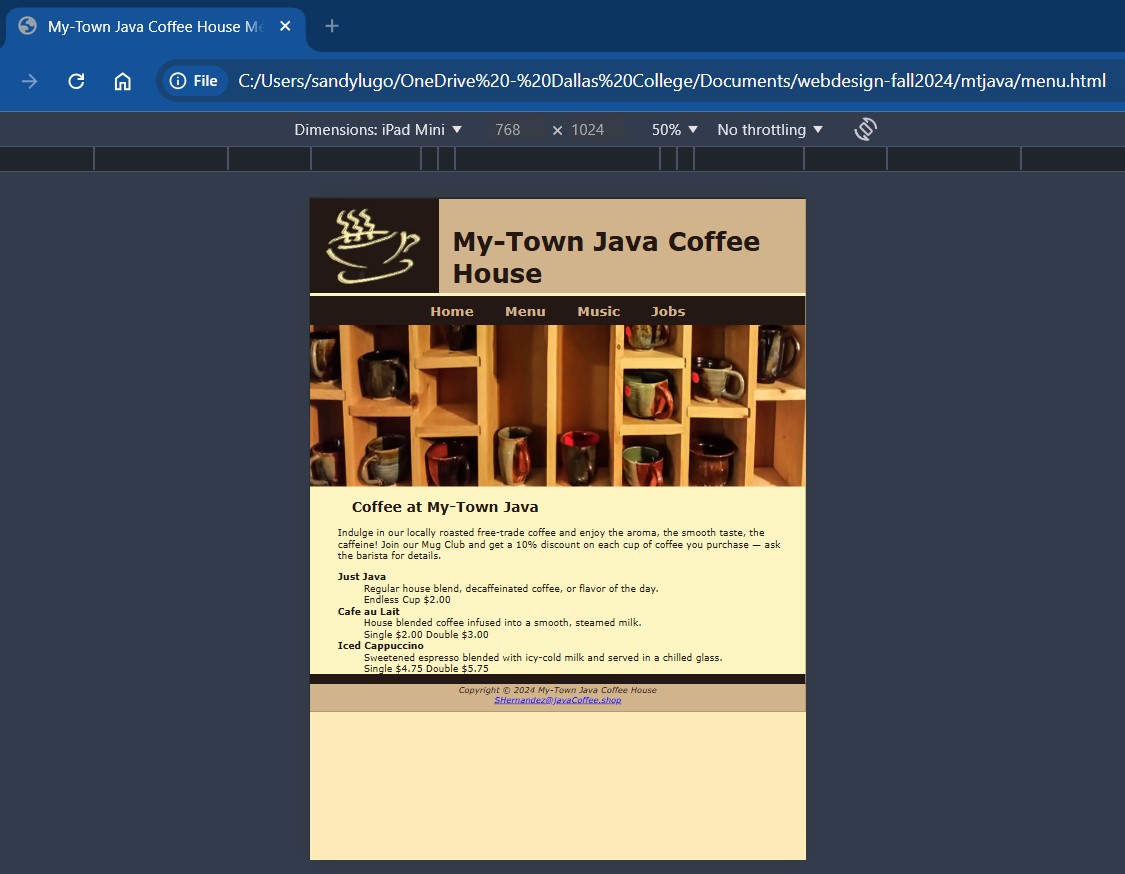 My-Town Java Coffee House M
File
C:/Users/sandylugo/OneDrive%20-%20Dallas%20College/Documents/webdesign-fall2024/mtjava/menu.html
Dimensions: iPad Mini 768 × 1024 50% No throttling
My-Town Java Coffee
House
Home Menu Music Jobs
Coffee at My-Town Java
Indulge in our locally roasted free-trade coffee and enjoy the aroma, the smooth taste, the
caffeine! Join our Mug Club and get a 10% discount on each cup of coffee you purchase — ask
the barista for details.
Just Java
Regular house blend, decaffeinated coffee, or flavor of the day.
Endless Cup $2.00
Cafe au Lait
House blended coffee infused into a smooth, steamed milk.
Single $2.00 Double $3.00
Iced Cappuccino
Sweetened espresso blended with icy-cold milk and served in a chilled glass.
Single $4.75 Double $5.75
Copyright © 2024 My-Town Java Coffee House
SHernandez@javaCoffee.shop